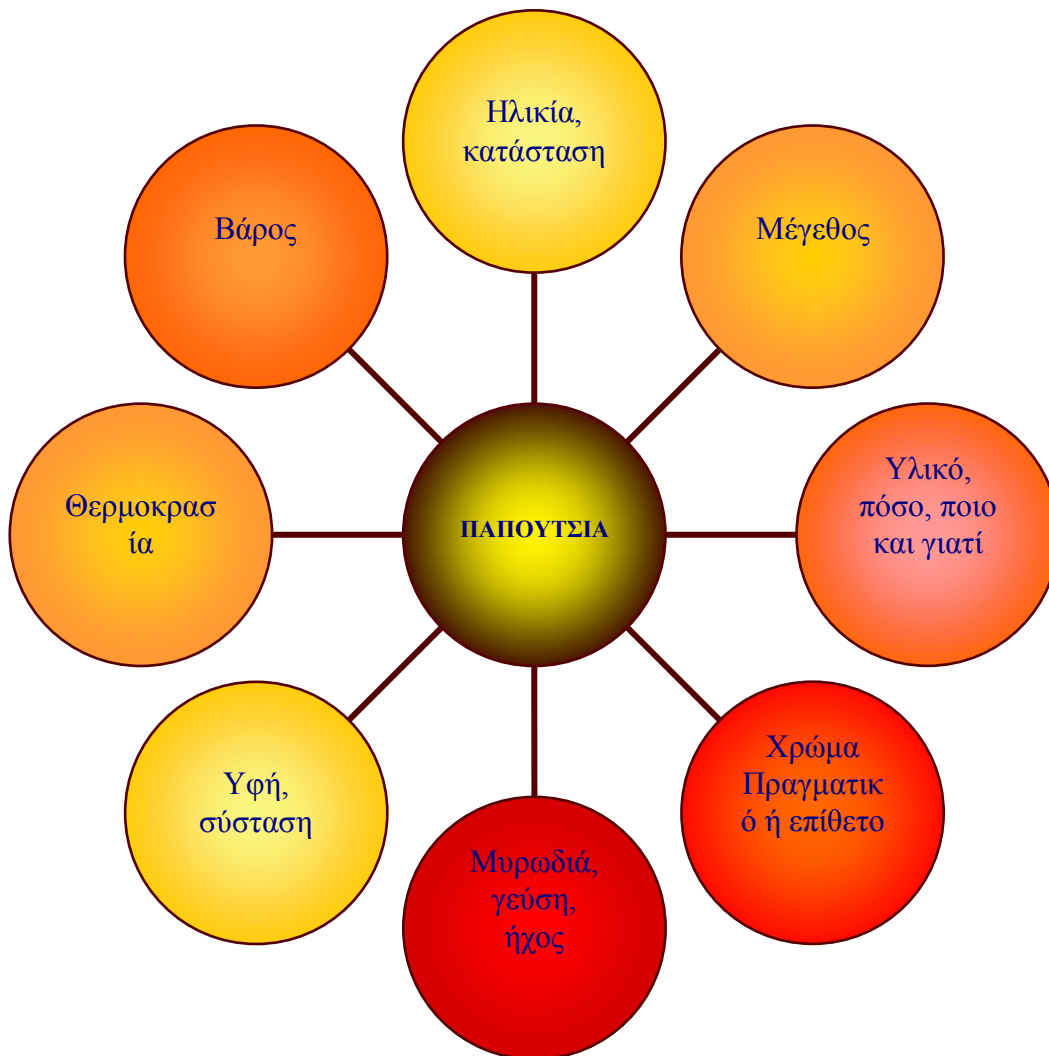 Ηλικία,
κατάσταση
Βάρος
Μέγεθος
Θερμοκρασ
ία
ΠΑΠΟΥΤΣΙΑ
Υλικό,
πόσο, ποιο
και γιατί
Υφή,
σύσταση
Χρώμα
Πραγματικ
ό ή επίθετο
Μυρωδιά,
γεύση,
ήχος